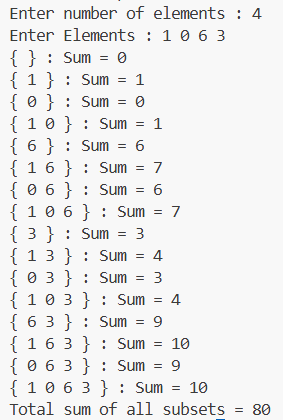 Enter number of elements : 4
Enter Elements : 1 0 6 3
{ } : Sum = 0
{ 1 } : Sum = 1
{ 0 } : Sum = 0
{ 1 0 } : Sum = 1
{ 6 } : Sum = 6
{ 1 6 } : Sum = 7
{ 0 6 } : Sum = 6
{ 1 0 6 } : Sum = 7
{ 3 } : Sum = 3
{ 1 3 } : Sum = 4
{ 0 3 } : Sum = 3
{ 1 0 3 } : Sum = 4
{ 6 3 } : Sum = 9
{ 1 6 3 } : Sum = 10
{ 0 6 3 } : Sum = 9
{ 1 0 6 3 } : Sum = 10
Total sum of all subsets = 80